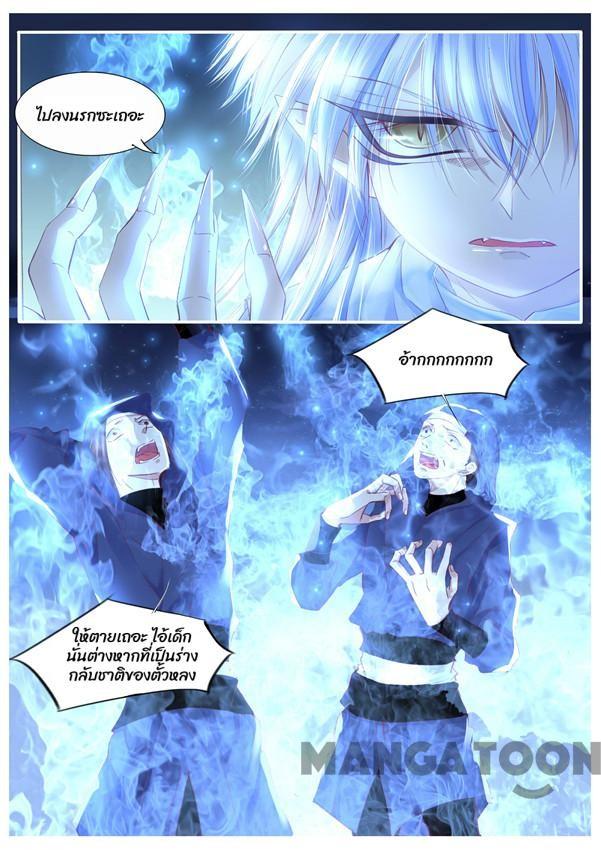 ไปลงนรกซะเถอะ
อ้ากกกกกกกก
ให้ตายเถอะ ไอ้เด็ก
นั่นต่างหากที่เป็นร่าง
กลับชาติของตั้วหลง
MANGATOON